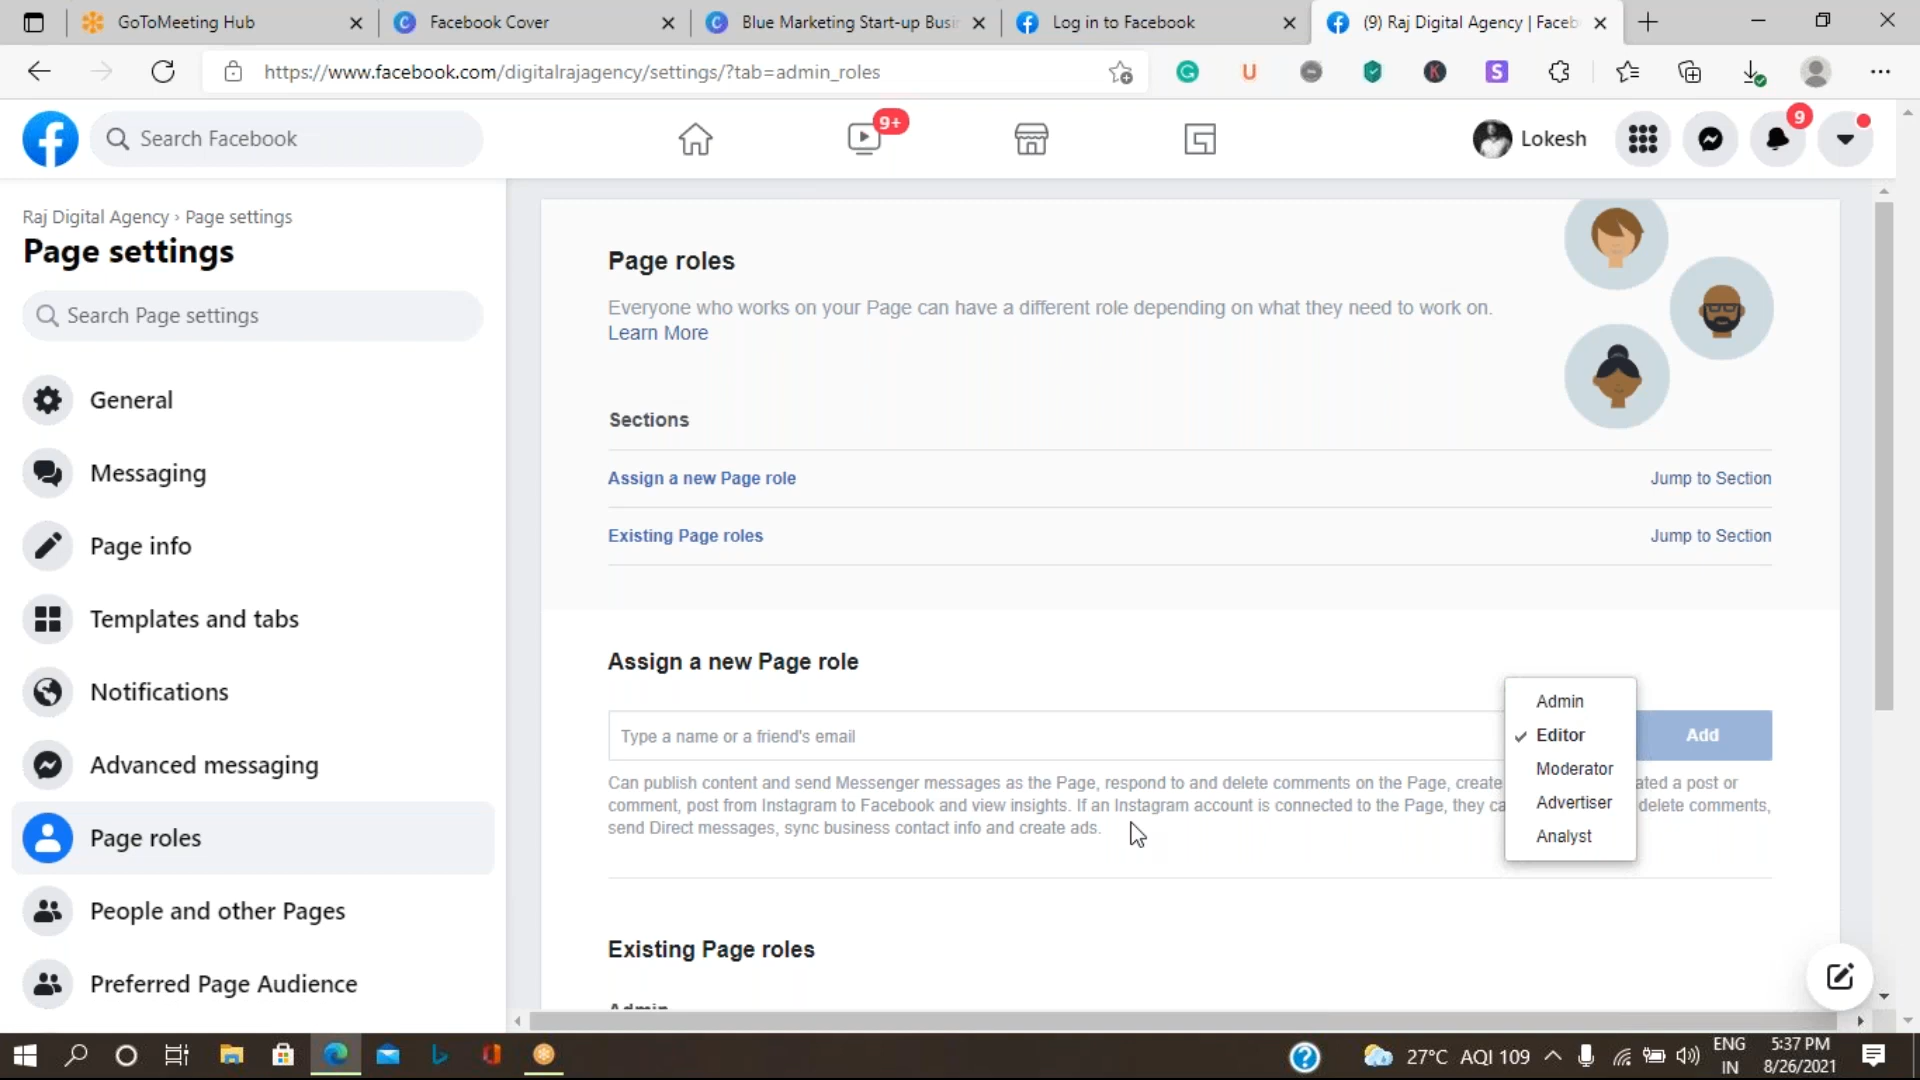 GoToMeeting Hub
Facebook Cover
Blue Marketing Start-up Busi
Log in to Facebook
(9) Raj Digital Agency | Faceb
https://www.facebook.com/digitalrajagency/settings/?tab=admin_roles
Search Facebook
9+
Lokesh
9
Raj Digital Agency › Page settings
Page settings
Search Page settings
General
Messaging
Page info
Templates and tabs
Notifications
Advanced messaging
Page roles
People and other Pages
Preferred Page Audience
Page roles
Everyone who works on your Page can have a different role depending on what they need to work on.
Learn More
Sections
Assign a new Page role Jump to Section
Existing Page roles Jump to Section
Assign a new Page role
Type a name or a friend's email
Add
Admin
Editor
Moderator
Advertiser
Analyst
Can publish content and send Messenger messages as the Page, respond to and delete comments on the Page, create ated a post or
comment, post from Instagram to Facebook and view insights. If an Instagram account is connected to the Page, they ca delete comments,
send Direct messages, sync business contact info and create ads.
Existing Page roles
Admin
27°C AQI 109
ENG
IN
5:37 PM
8/26/2021